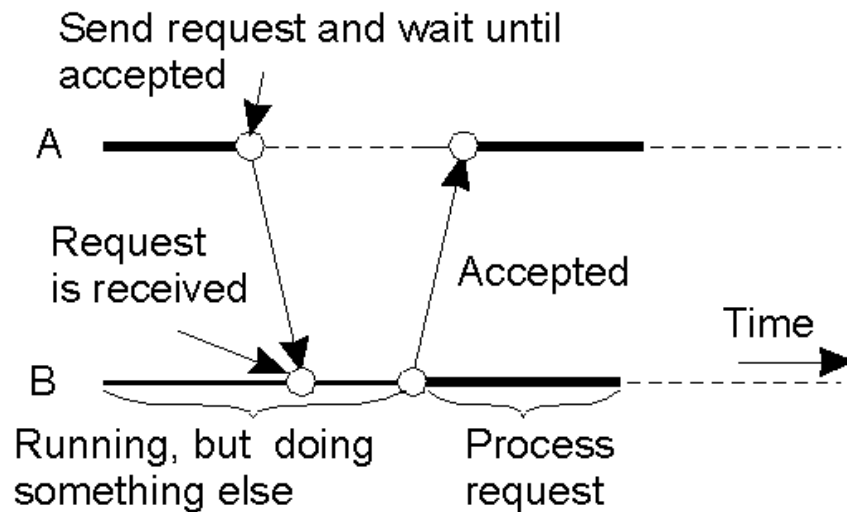 Send request and wait until
accepted
A
Request
is received
Accepted
Time
B
Running, but doing
something else
Process
request